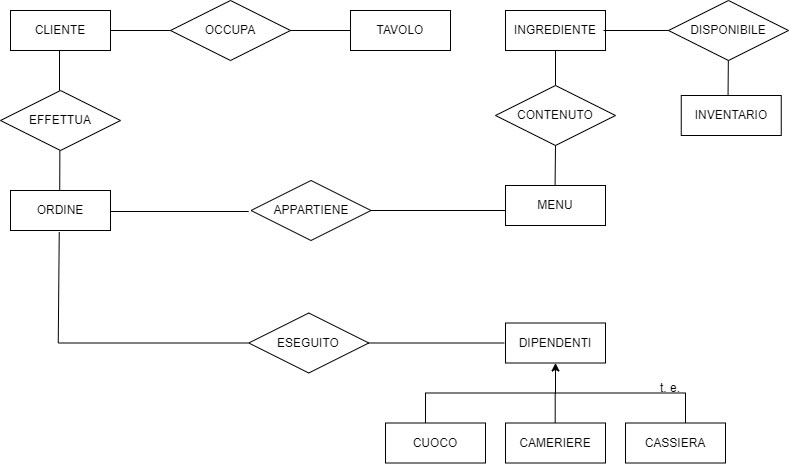 CLIENTE
OCCUPA
TAVOLO
INGREDIENTE
DISPONIBILE
EFFETTUA
CONTENUTO
INVENTARIO
ORDINE
APPARTIENE
MENU
ESEGUITO
DIPENDENTI
t. e.
CUOCO
CAMERIERE
CASSIERA